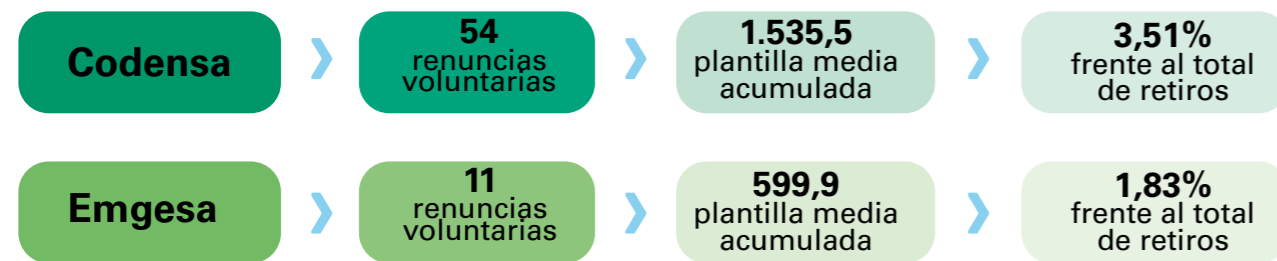 Codensa
54
renuncias
voluntarias
1.535,5
plantilla media
acumulada
3,51%
frente al total
de retiros
Emgesa
11
renuncias
voluntarias
599,9
plantilla media
acumulada
1,83%
frente al total
de retiros